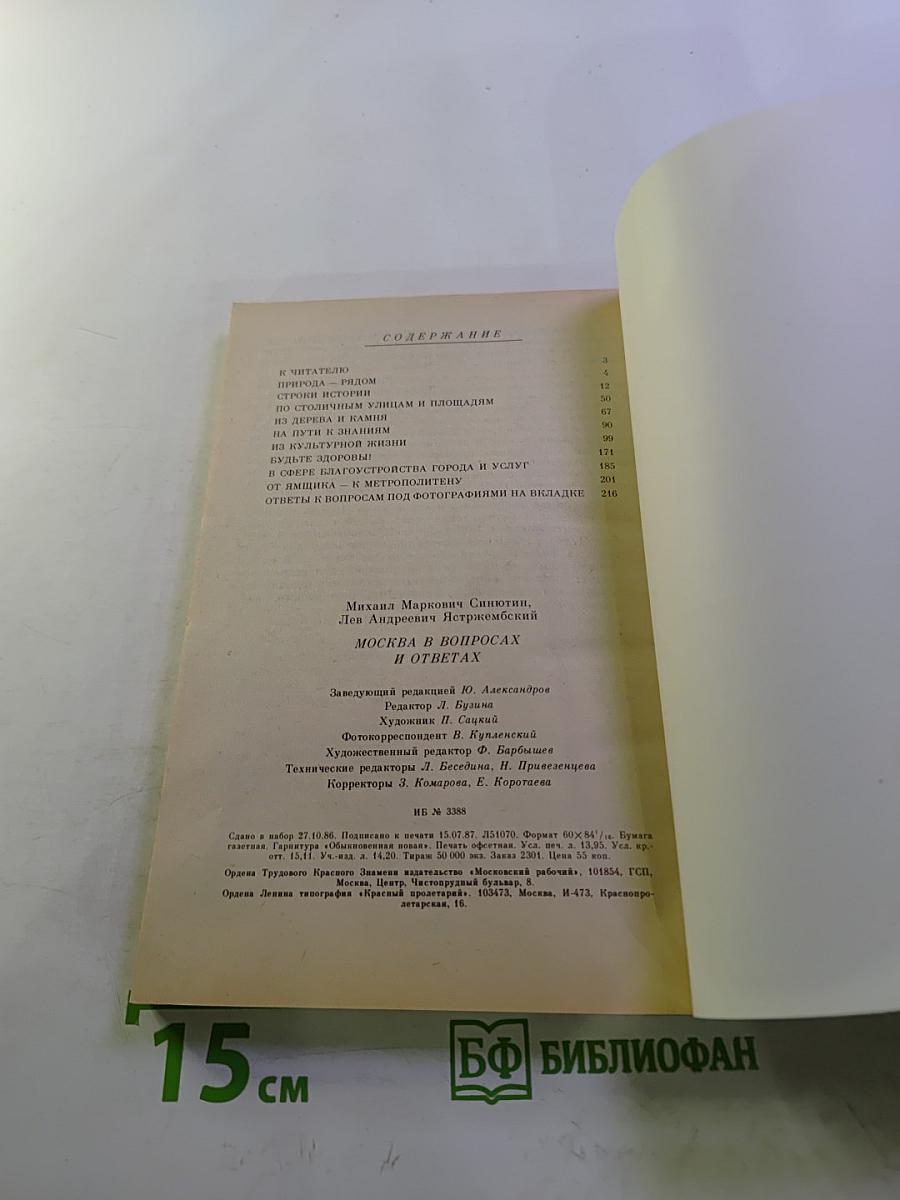 СОДЕРЖАНИЕ
К ЧИТАТЕЛЮ 3
ПРИРОДА — РЯДОМ 4
СТРОКИ ИСТОРИИ 12
ПО СТОЛИЧНЫМ УЛИЦАМ И ПЛОЩАДЯМ 50
ИЗ ДЕРЕВА И КАМНЯ 67
НА ПУТИ К ЗНАНИЯМ 90
ИЗ КУЛЬТУРНОЙ ЖИЗНИ 99
БУДЬТЕ ЗДОРОВЫ! 171
В СФЕРЕ БЛАГОУСТРОЙСТВА ГОРОДА И УСЛУГ 185
ОТ ЯМЩИКА — К МЕТРОПОЛИТЕНУ 201
ОТВЕТЫ К ВОПРОСАМ ПОД ФОТОГРАФИЯМИ НА ВКЛАДКЕ 216
Михаил Маркович Синютин,
Лев Андреевич Ястржембский
МОСКВА В ВОПРОСАХ
И ОТВЕТАХ
Заведующий редакцией Ю. Александров
Редактор Л. Бузина
Художник П. Сацкий
Фотокорреспондент В. Купленский
Художественный редактор Ф. Барбышев
Технические редакторы Л. Беседина, Н. Привезенцева
Корректоры З. Комарова, Е. Коротаева
ИБ № 3388
Сдано в набор 27.10.86. Подписано к печати 15.07.87. Л51070. Формат 60×84¹/₁₆. Бумага
газетная. Гарнитура «Обыкновенная новая». Печать офсетная. Усл. печ. л. 13,95. Усл. кр.-
отт. 15,11. Уч.-изд. л. 14,20. Тираж 50 000 экз. Заказ 2301. Цена 55 коп.
Ордена Трудового Красного Знамени издательство «Московский рабочий», 101854, ГСП,
Москва, Центр, Чистопрудный бульвар, 8.
Ордена Ленина типография «Красный пролетарий». 103473, Москва, И-473, Краснопро-
летарская, 16.
15 см
БФ БИБЛИОФАН